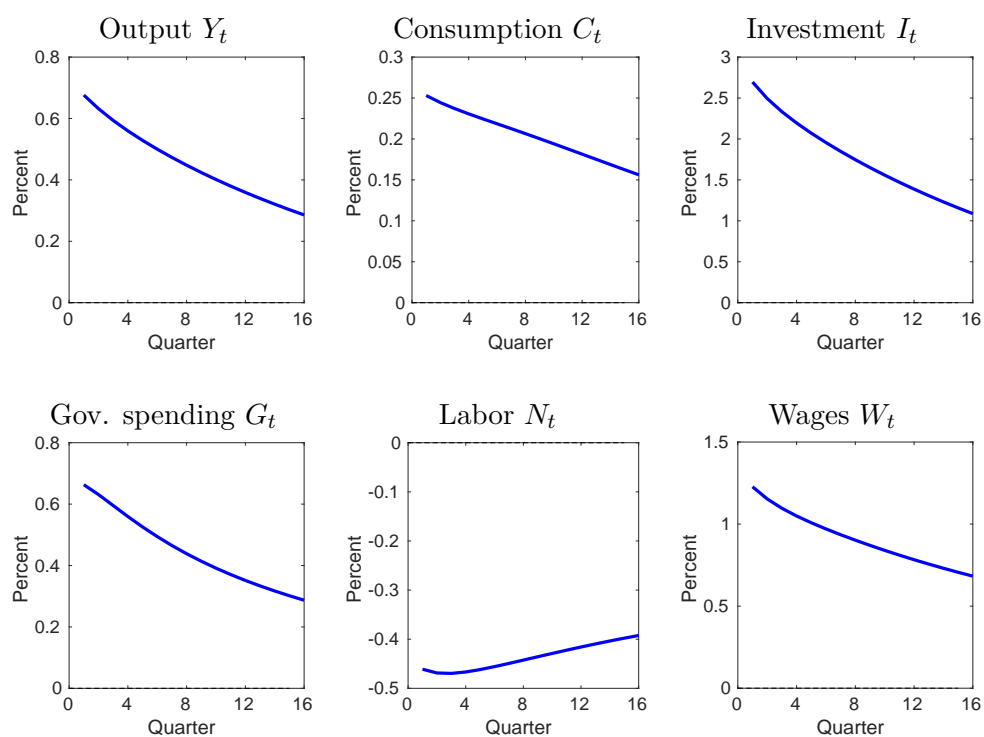 Output Y_t
Consumption C_t
Investment I_t
0.8
0.6
0.4
0.2
0
Percent
0 4 8 12 16
Quarter
0.3
0.25
0.2
0.15
0.1
0.05
0
Percent
0 4 8 12 16
Quarter
3
2.5
2
1.5
1
0.5
0
Percent
0 4 8 12 16
Quarter
Gov. spending G_t
Labor N_t
Wages W_t
0.8
0.6
0.4
0.2
0
Percent
0 4 8 12 16
Quarter
0
-0.1
-0.2
-0.3
-0.4
-0.5
Percent
0 4 8 12 16
Quarter
1.5
1
0.5
0
Percent
0 4 8 12 16
Quarter